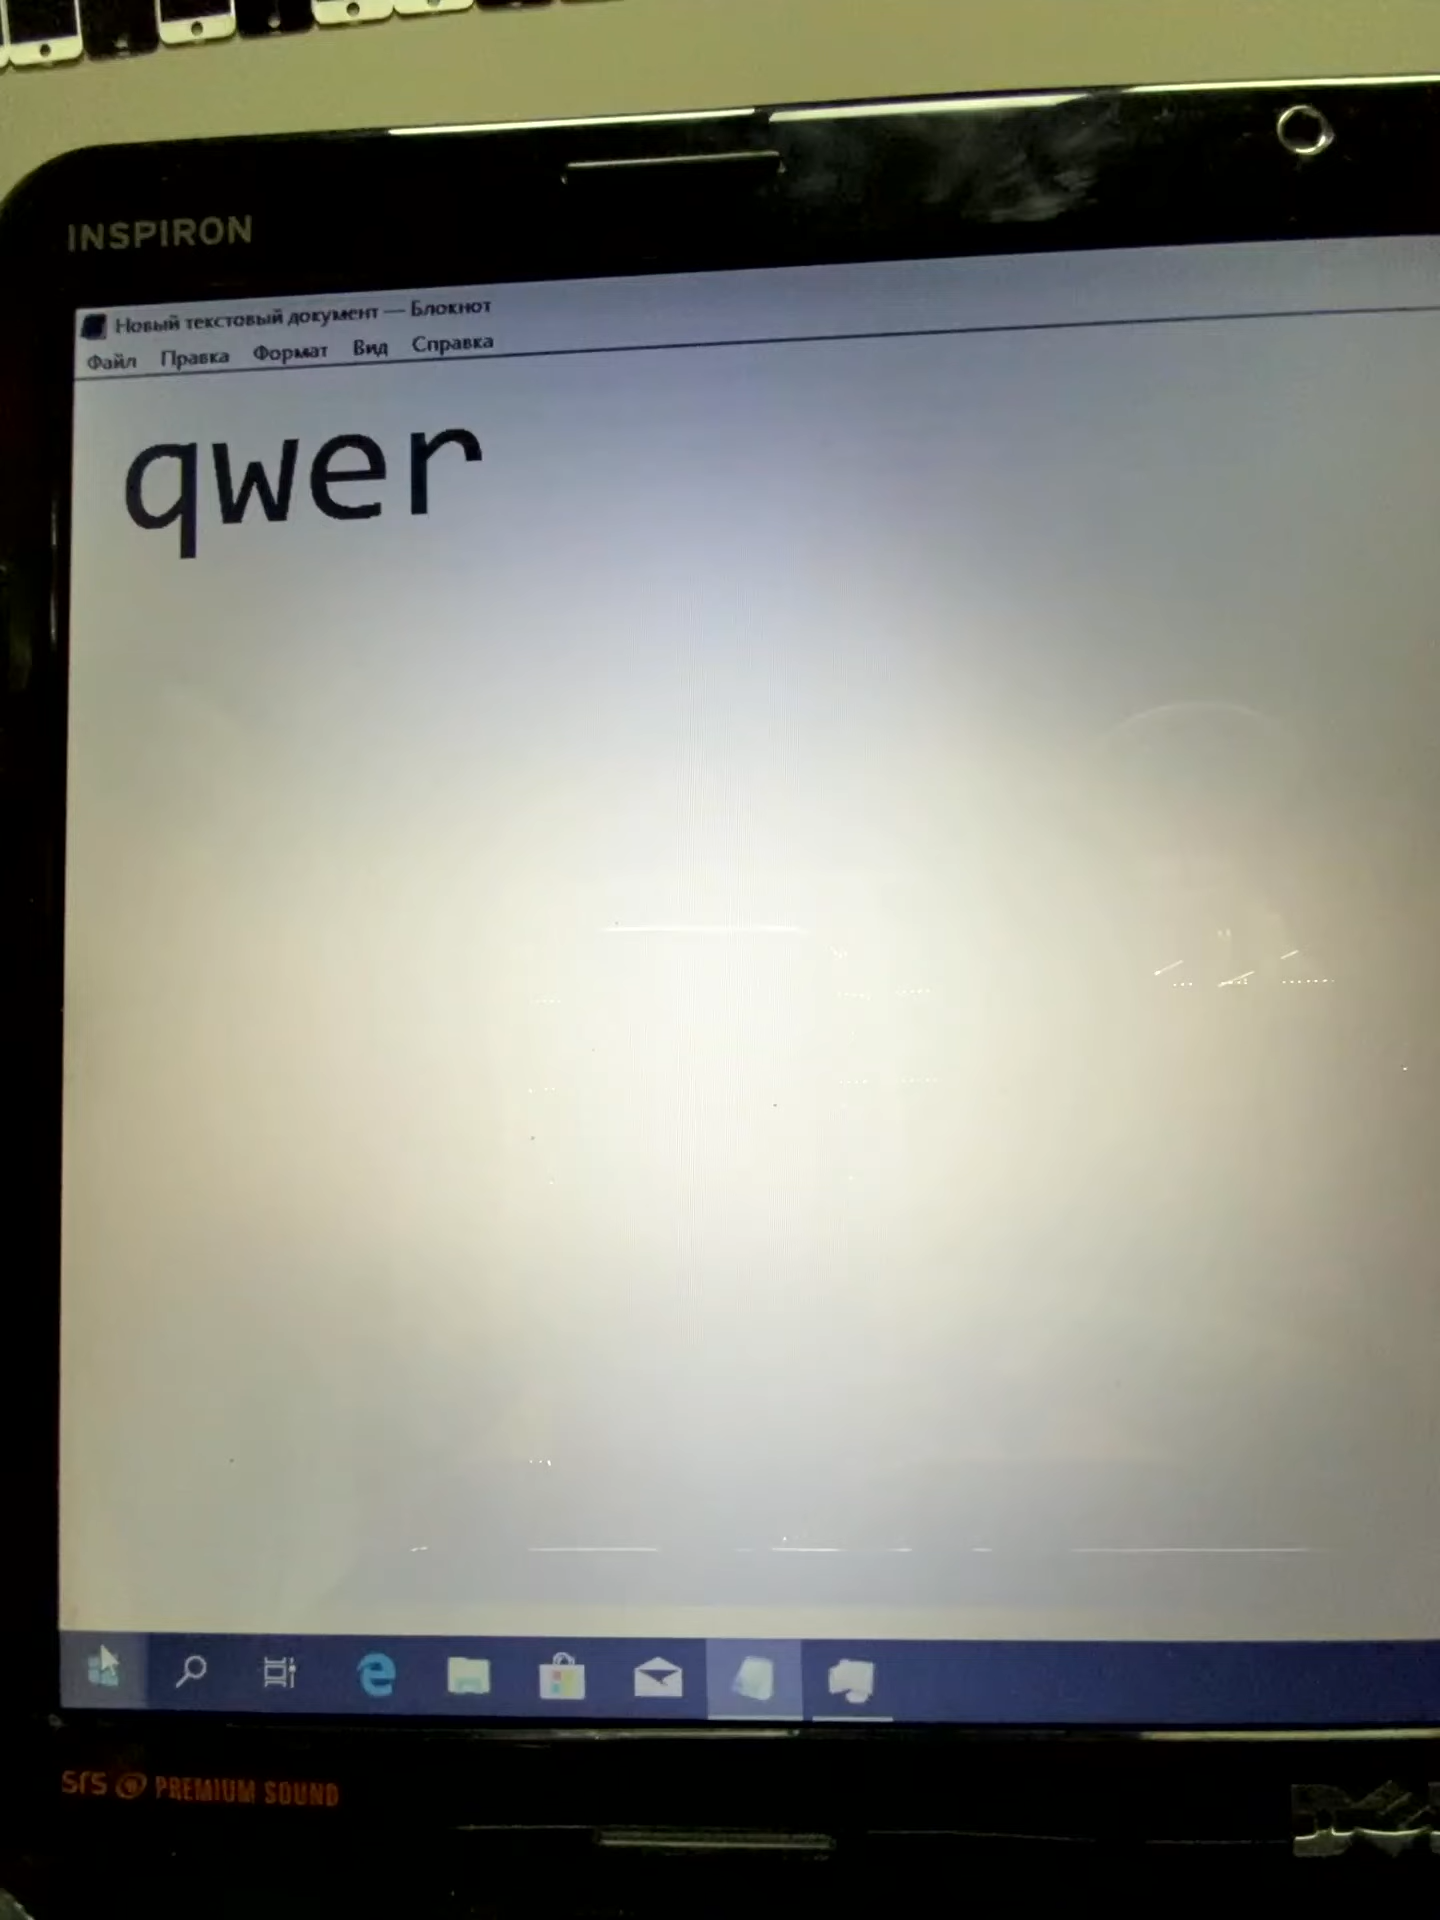 INSPIRON
Новый текстовый документ — Блокнот
Файл Правка Формат Вид Справка
qwer
SRS PREMIUM SOUND